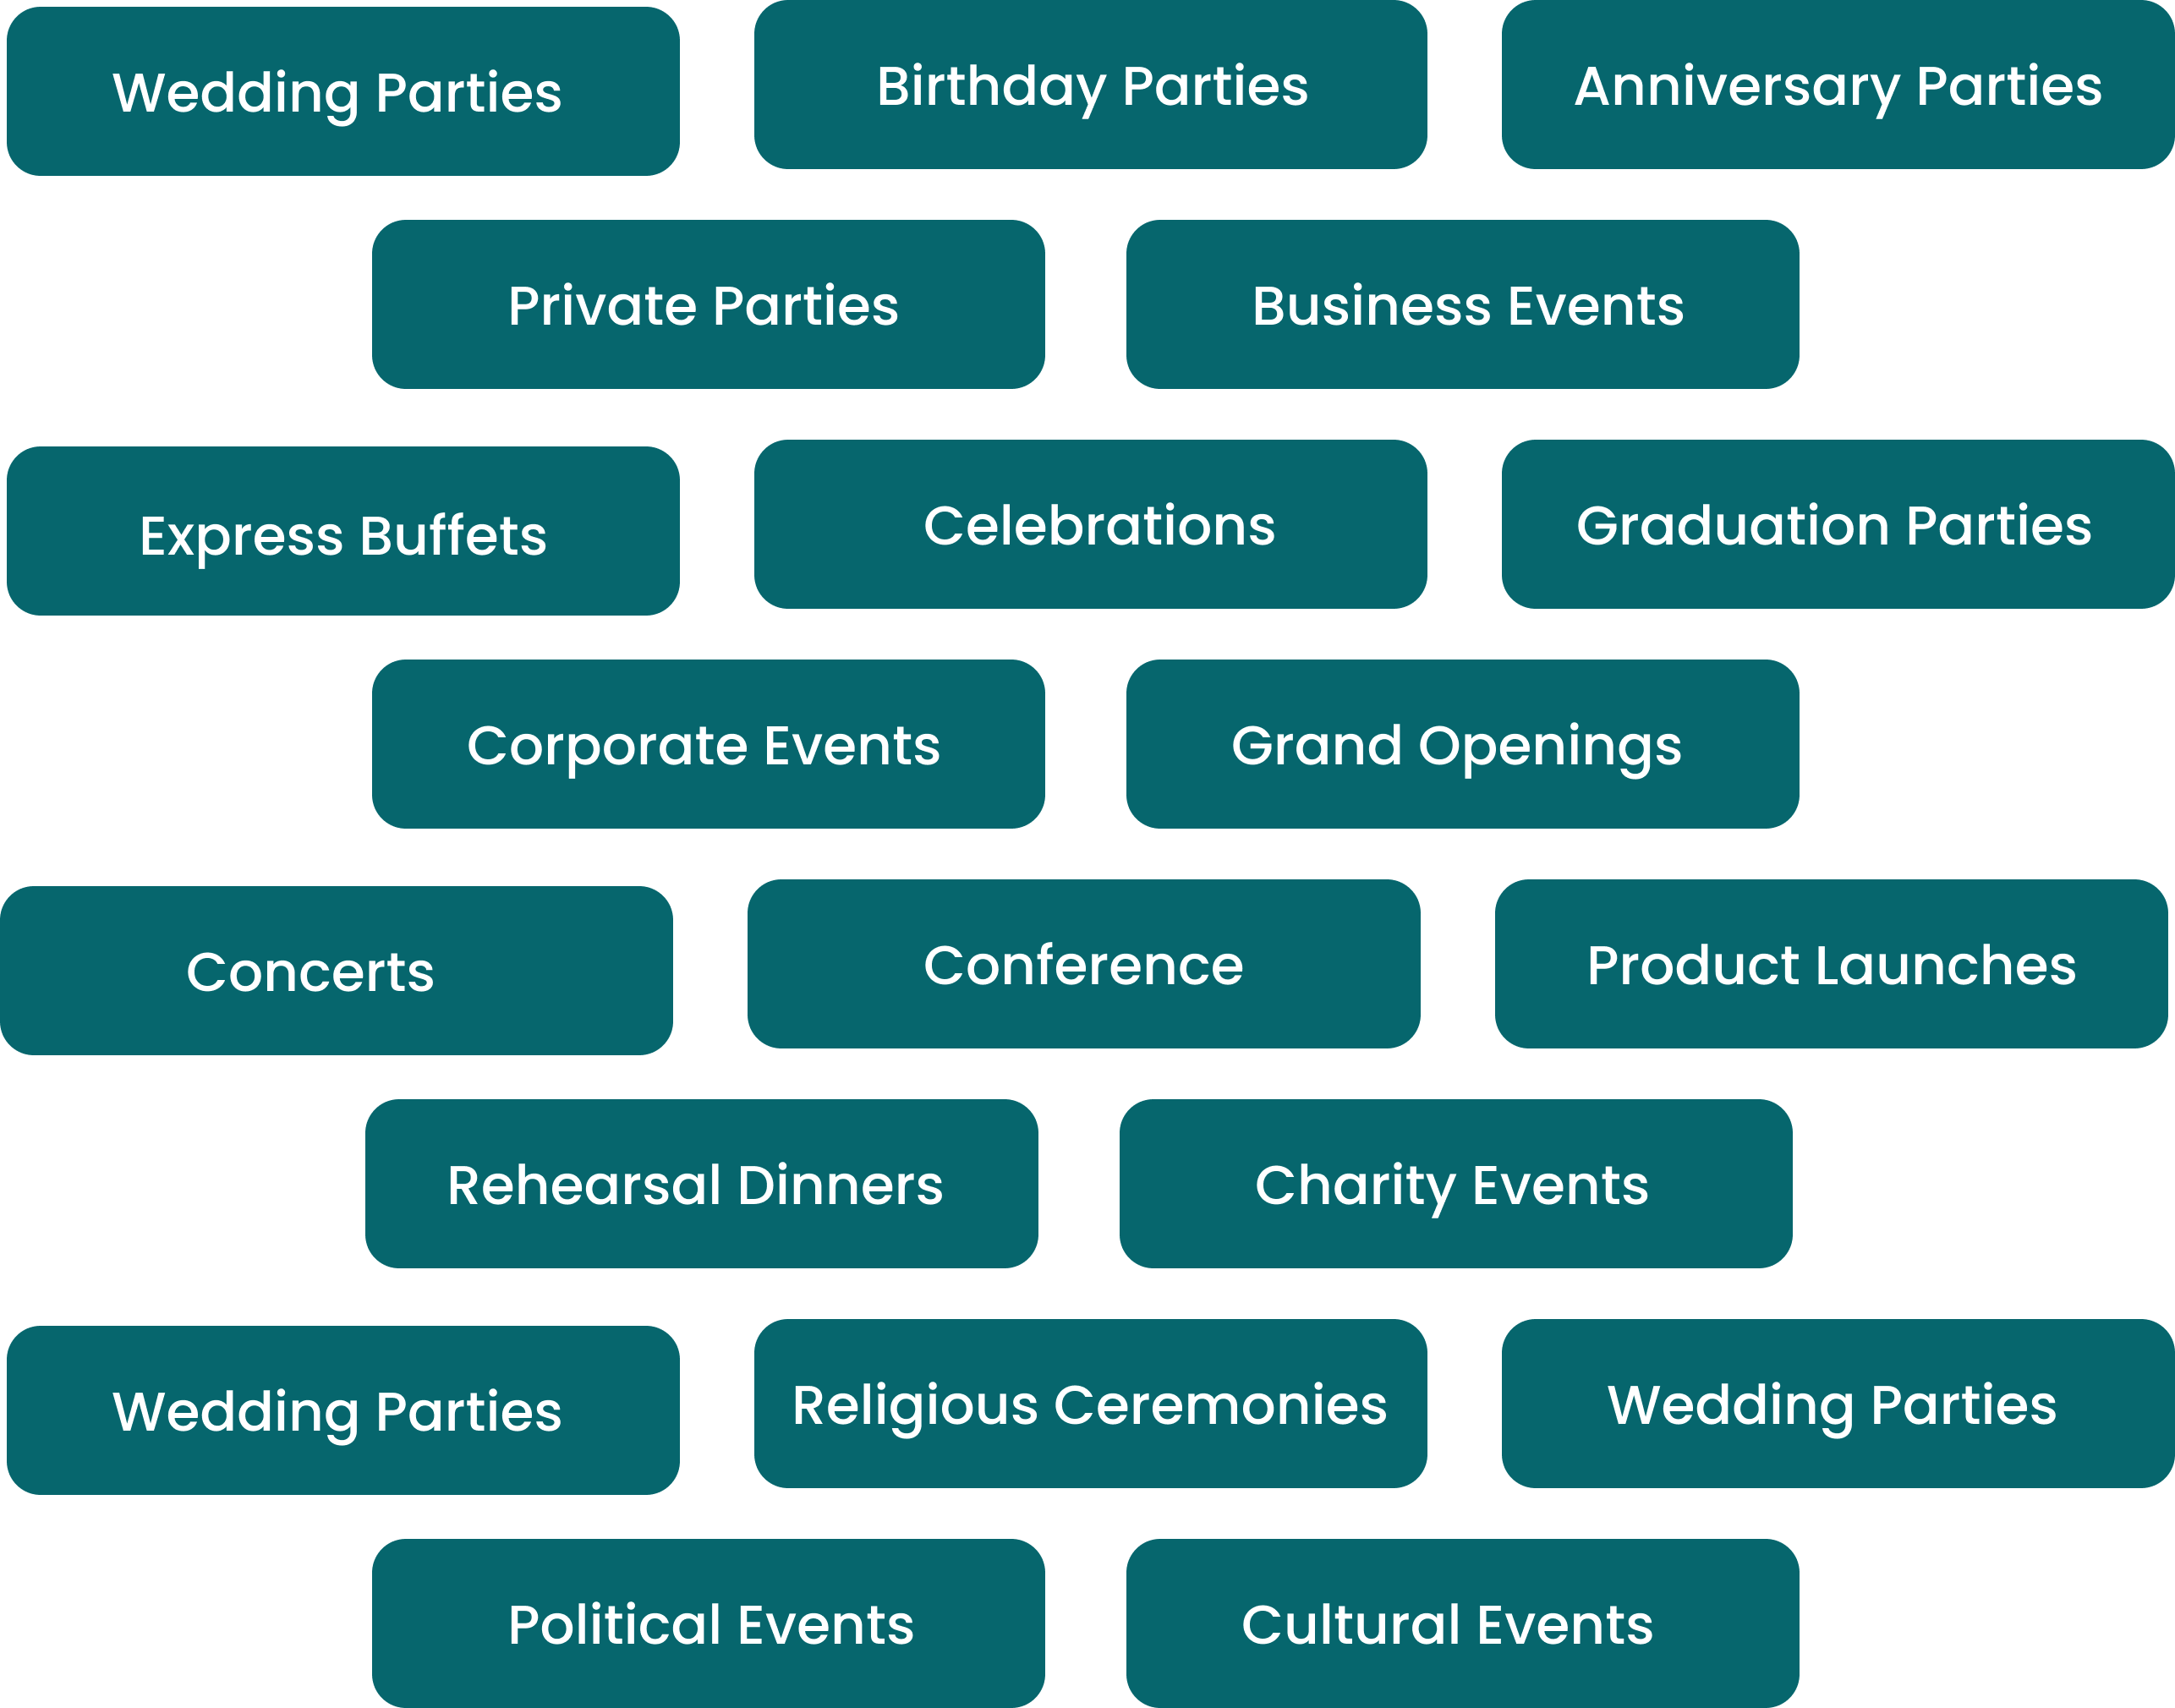 Wedding Parties
Birthday Parties
Anniversary Parties
Private Parties
Business Events
Express Buffets
Celebrations
Graduation Parties
Corporate Events
Grand Openings
Concerts
Conference
Product Launches
Rehearsal Dinners
Charity Events
Wedding Parties
Religious Ceremonies
Wedding Parties
Political Events
Cultural Events